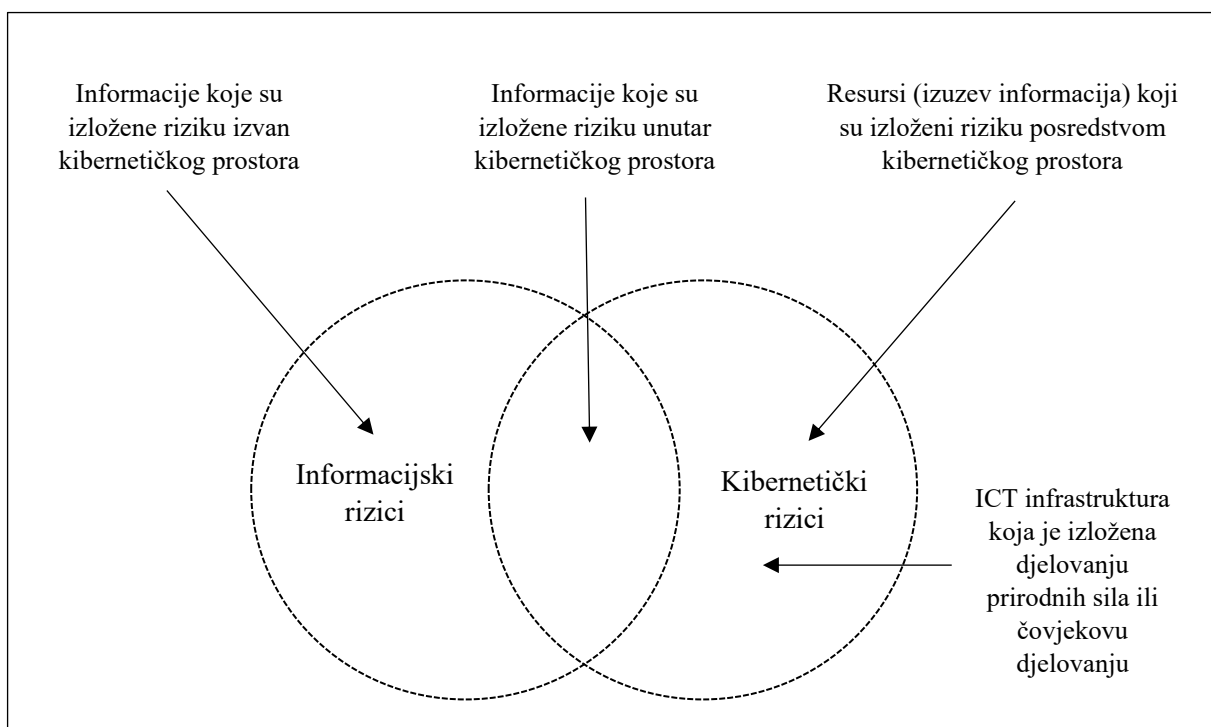 Informacije koje su
izložene riziku izvan
kibernetičkog prostora
Informacije koje su
izložene riziku unutar
kibernetičkog prostora
Resursi (izuzev informacija) koji
su izloženi riziku posredstvom
kibernetičkog prostora
Informacijski
rizici
Kibernetički
rizici
ICT infrastruktura
koja je izložena
djelovanju
prirodnih sila ili
čovjekovu
djelovanju